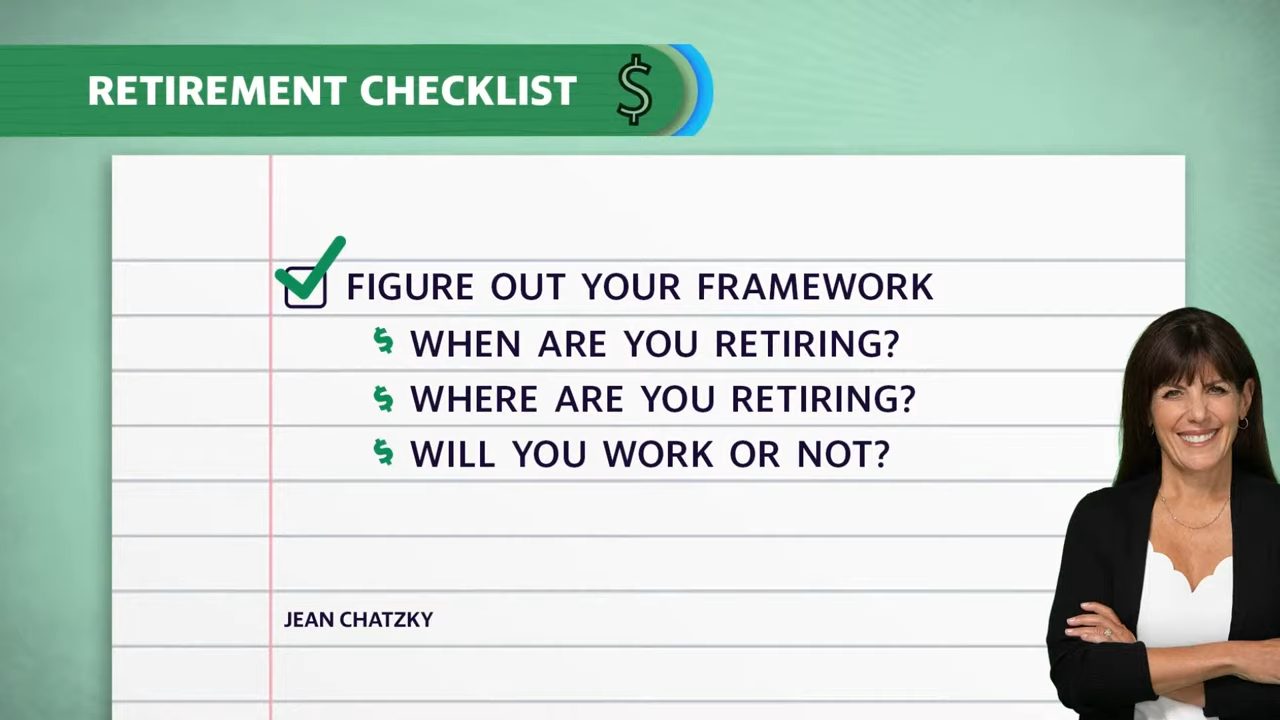 RETIREMENT CHECKLIST
FIGURE OUT YOUR FRAMEWORK
WHEN ARE YOU RETIRING?
WHERE ARE YOU RETIRING?
WILL YOU WORK OR NOT?
JEAN CHATZKY